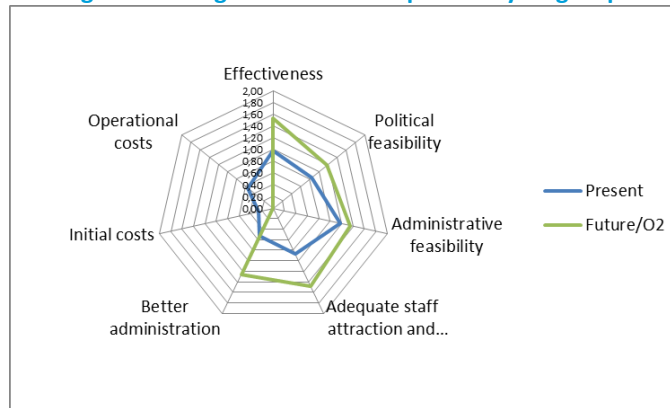 Effectiveness
2,00
1,80
1,60
1,40
1,20
1,00
0,80
0,60
0,40
0,20
0,00
Political
feasibility
Administrative
feasibility
Adequate staff
attraction and...
Better
administration
Initial costs
Operational
costs
Present
Future/O2